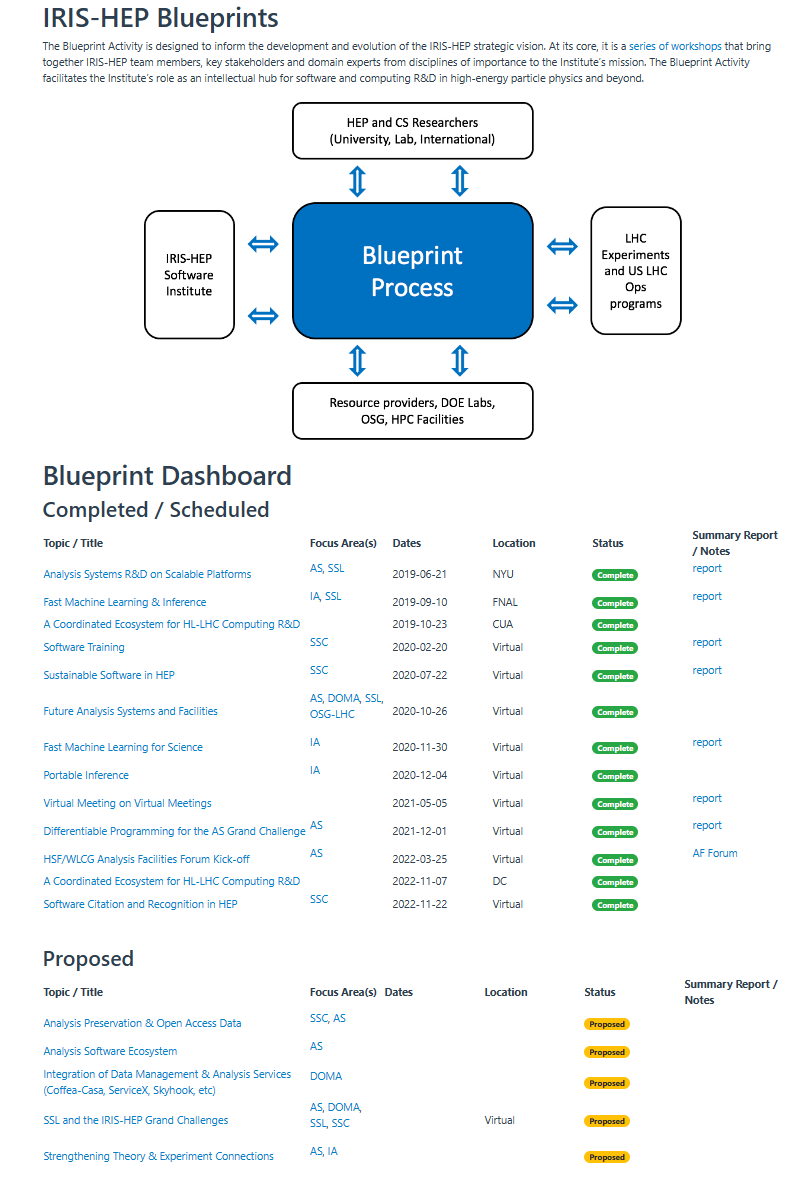 IRIS-HEP Blueprints
The Blueprint Activity is designed to inform the development and evolution of the IRIS-HEP strategic vision. At its core, it is a series of workshops that bring
together IRIS-HEP team members, key stakeholders and domain experts from disciplines of importance to the Institute's mission. The Blueprint Activity
facilitates the Institute's role as an intellectual hub for software and computing R&D in high-energy particle physics and beyond.
HEP and CS Researchers
(University, Lab, International)
IRIS-HEP
Software
Institute
Blueprint
Process
LHC
Experiments
and US LHC
Ops
programs
Resource providers, DOE Labs,
OSG, HPC Facilities
Blueprint Dashboard
Completed / Scheduled
Topic / Title Focus Area(s) Dates Location Status Summary Report
/ Notes
Analysis Systems R&D on Scalable Platforms AS, SSL 2019-06-21 NYU Complete report
Fast Machine Learning & Inference IA, SSL 2019-09-10 FNAL Complete report
A Coordinated Ecosystem for HL-LHC Computing R&D 2019-10-23 CUA Complete
Software Training SSC 2020-02-20 Virtual Complete report
Sustainable Software in HEP SSC 2020-07-22 Virtual Complete report
Future Analysis Systems and Facilities AS, DOMA, SSL, 2020-10-26 Virtual Complete
OSG-LHC
Fast Machine Learning for Science IA 2020-11-30 Virtual Complete report
Portable Inference IA 2020-12-04 Virtual Complete
Virtual Meeting on Virtual Meetings 2021-05-05 Virtual Complete report
Differentiable Programming for the AS Grand Challenge AS 2021-12-01 Virtual Complete report
HSF/WLCG Analysis Facilities Forum Kick-off AS 2022-03-25 Virtual Complete AF Forum
A Coordinated Ecosystem for HL-LHC Computing R&D 2022-11-07 DC Complete
Software Citation and Recognition in HEP SSC 2022-11-22 Virtual Complete
Proposed
Topic / Title Focus Area(s) Dates Location Status Summary Report /
Notes
Analysis Preservation & Open Access Data SSC, AS Proposed
Analysis Software Ecosystem AS Proposed
Integration of Data Management & Analysis Services DOMA Proposed
(Coffea-Casa, ServiceX, Skyhook, etc)
SSL and the IRIS-HEP Grand Challenges AS, DOMA, Virtual Proposed
SSL, SSC
Strengthening Theory & Experiment Connections AS, IA Proposed